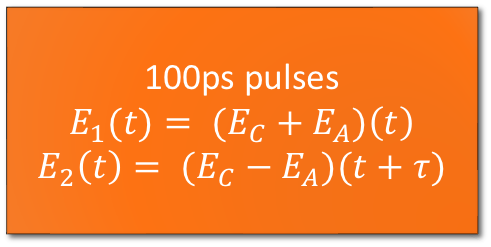 100ps pulses
𝐸₁(𝑡) = (𝐸_𝐶 + 𝐸_𝐴)(𝑡)
𝐸₂(𝑡) = (𝐸_𝐶 − 𝐸_𝐴)(𝑡 + 𝜏)